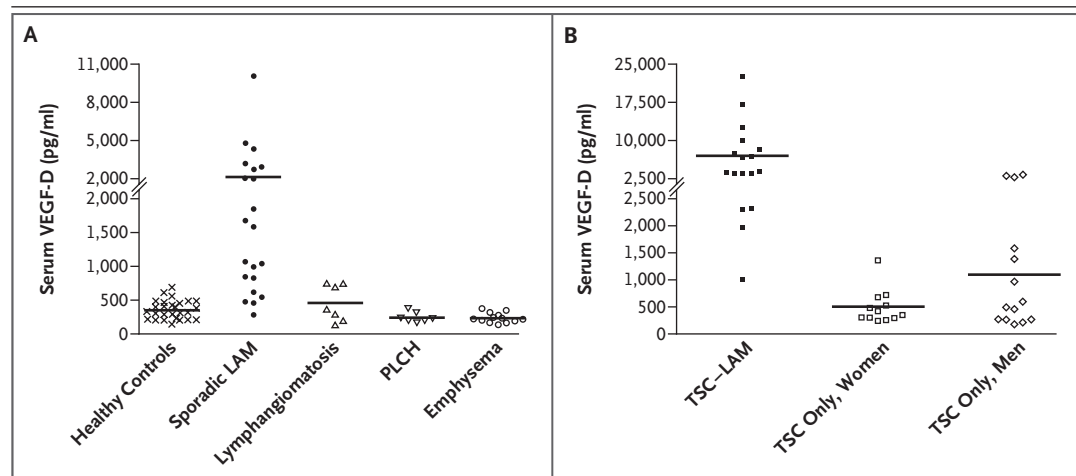 A
Serum VEGF-D (pg/ml)
11,000
8,000
5,000
2,000
2,000
1,500
1,000
500
0
Healthy Controls
Sporadic LAM
Lymphangiomatosis
PLCH
Emphysema
B
Serum VEGF-D (pg/ml)
25,000
17,500
10,000
2,500
2,500
2,000
1,500
1,000
500
0
TSC–LAM
TSC Only, Women
TSC Only, Men